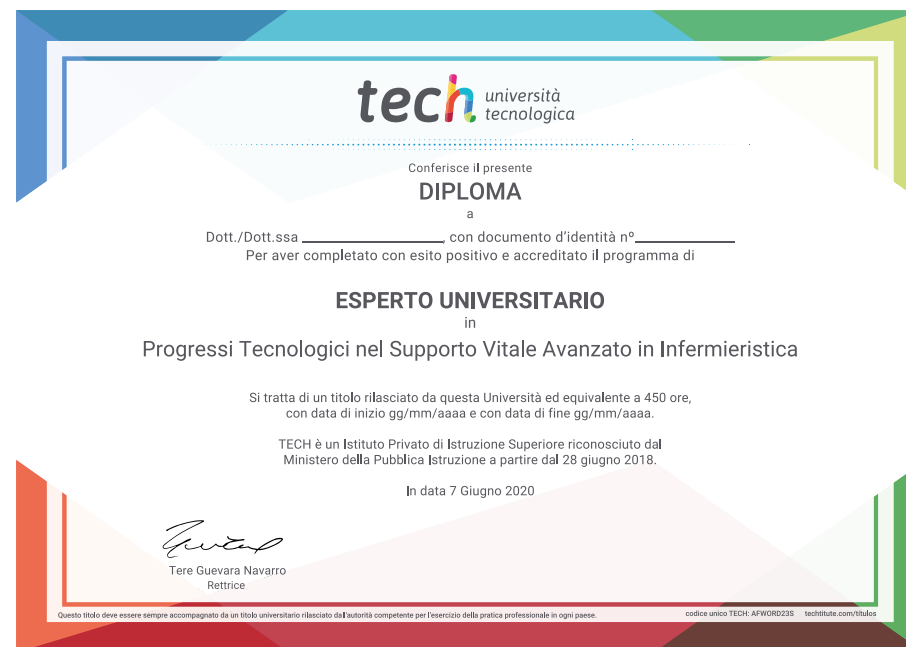 tech università
tecnologica
Conferisce il presente
DIPLOMA
a
Dott./Dott.ssa ____________________, con documento d'identità nº______________
Per aver completato con esito positivo e accreditato il programma di
ESPERTO UNIVERSITARIO
in
Progressi Tecnologici nel Supporto Vitale Avanzato in Infermieristica
Si tratta di un titolo rilasciato da questa Università ed equivalente a 450 ore,
con data di inizio gg/mm/aaaa e con data di fine gg/mm/aaaa.
TECH è un Istituto Privato di Istruzione Superiore riconosciuto dal
Ministero della Pubblica Istruzione a partire dal 28 giugno 2018.
In data 7 Giugno 2020
Tere Guevara Navarro
Rettrice
Questo titolo deve essere sempre accompagnato da un titolo universitario rilasciato dall'autorità competente per l'esercizio della pratica professionale in ogni paese.
codice unico TECH: AFWORD23S techtitute.com/titulos